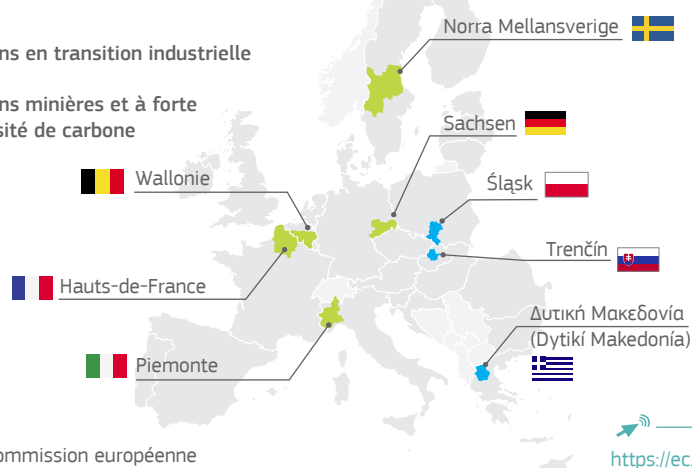 ns en transition industrielle
ns minières et à forte
sité de carbone
Norra Mellansverige
Sachsen
Śląsk
Wallonie
Trenčín
Hauts-de-France
Δυτική Μακεδονία
(Dytikí Makedonía)
Piemonte
ommission européenne
https://ec.